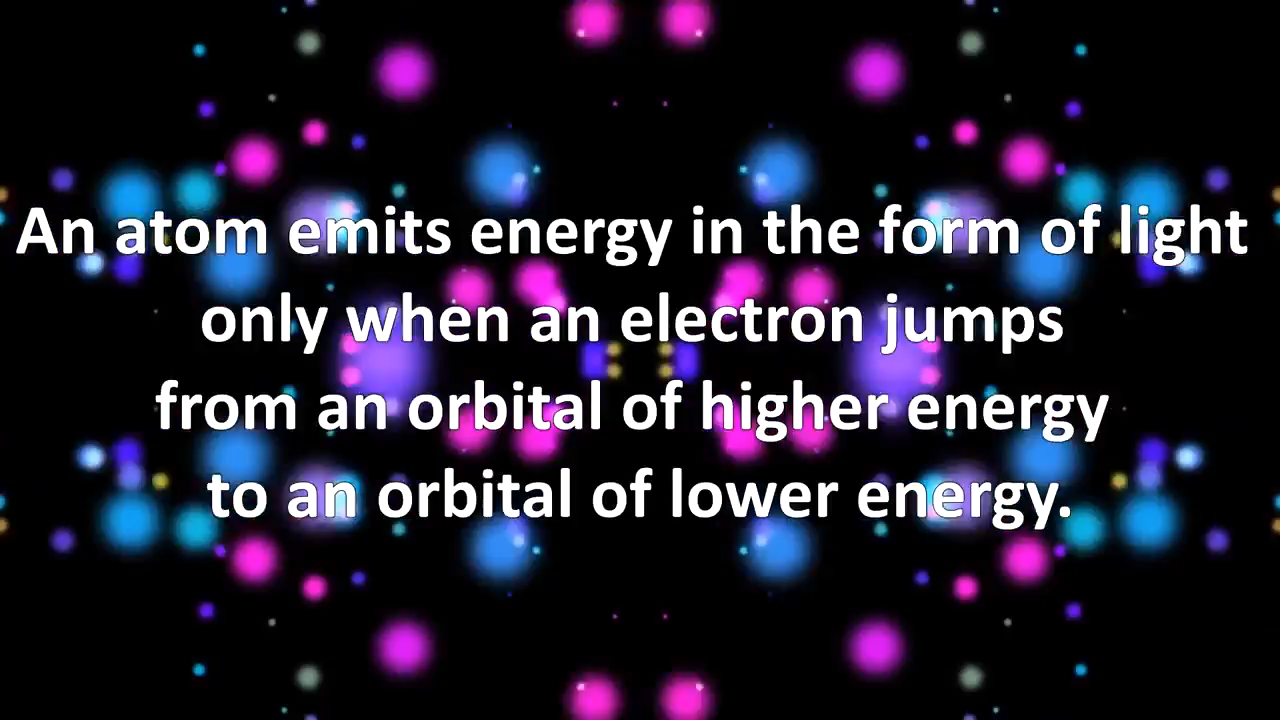 An atom emits energy in the form of light
only when an electron jumps
from an orbital of higher energy
to an orbital of lower energy.